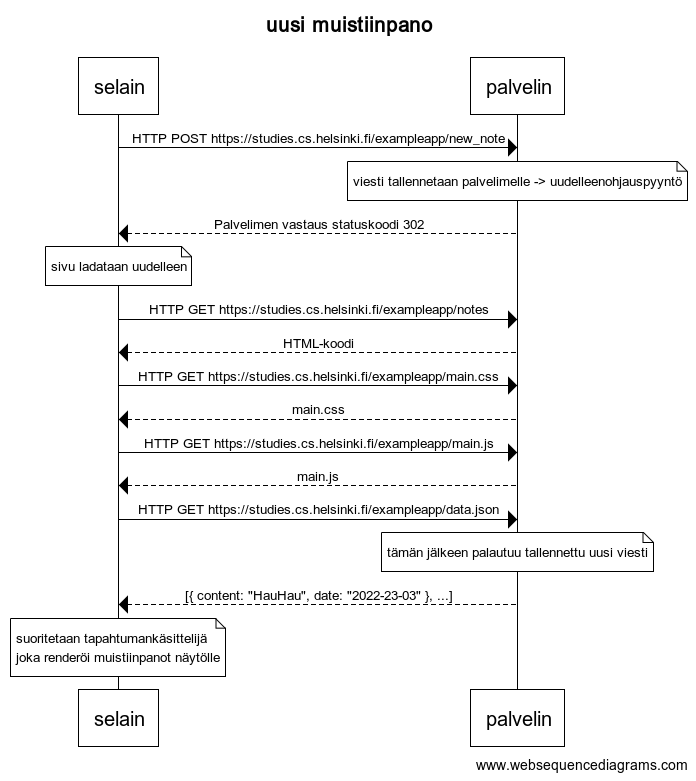 uusi muistiinpano
selain
palvelin
HTTP POST https://studies.cs.helsinki.fi/exampleapp/new_note
viesti tallennetaan palvelimelle -> uudelleenohjauspyyntö
Palvelimen vastaus statuskoodi 302
sivu ladataan uudelleen
HTTP GET https://studies.cs.helsinki.fi/exampleapp/notes
HTML-koodi
HTTP GET https://studies.cs.helsinki.fi/exampleapp/main.css
main.css
HTTP GET https://studies.cs.helsinki.fi/exampleapp/main.js
main.js
HTTP GET https://studies.cs.helsinki.fi/exampleapp/data.json
tämän jälkeen palautuu tallennettu uusi viesti
[{ content: "HauHau", date: "2022-23-03" }, ...]
suoritetaan tapahtumankäsittelijä
joka renderöi muistiinpanot näytölle
selain
palvelin
www.websequencediagrams.com